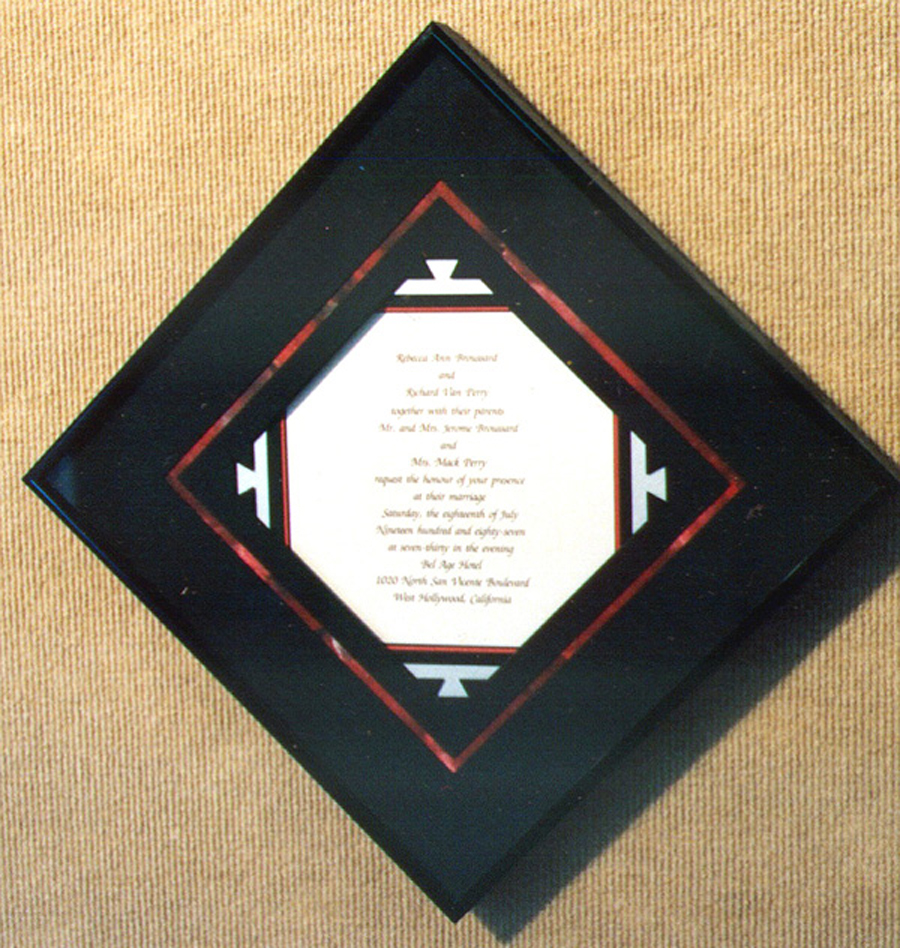 Rebecca Ann Broussard
and
Richard Van Perry
together with their parents
Mr. and Mrs. Jerome Broussard
and
Mrs. Mack Perry
request the honour of your presence
at their marriage
Saturday, the eighteenth of July
Nineteen hundred and eighty-seven
at seven-thirty in the evening
Bel Age Hotel
1020 North San Vicente Boulevard
West Hollywood, California